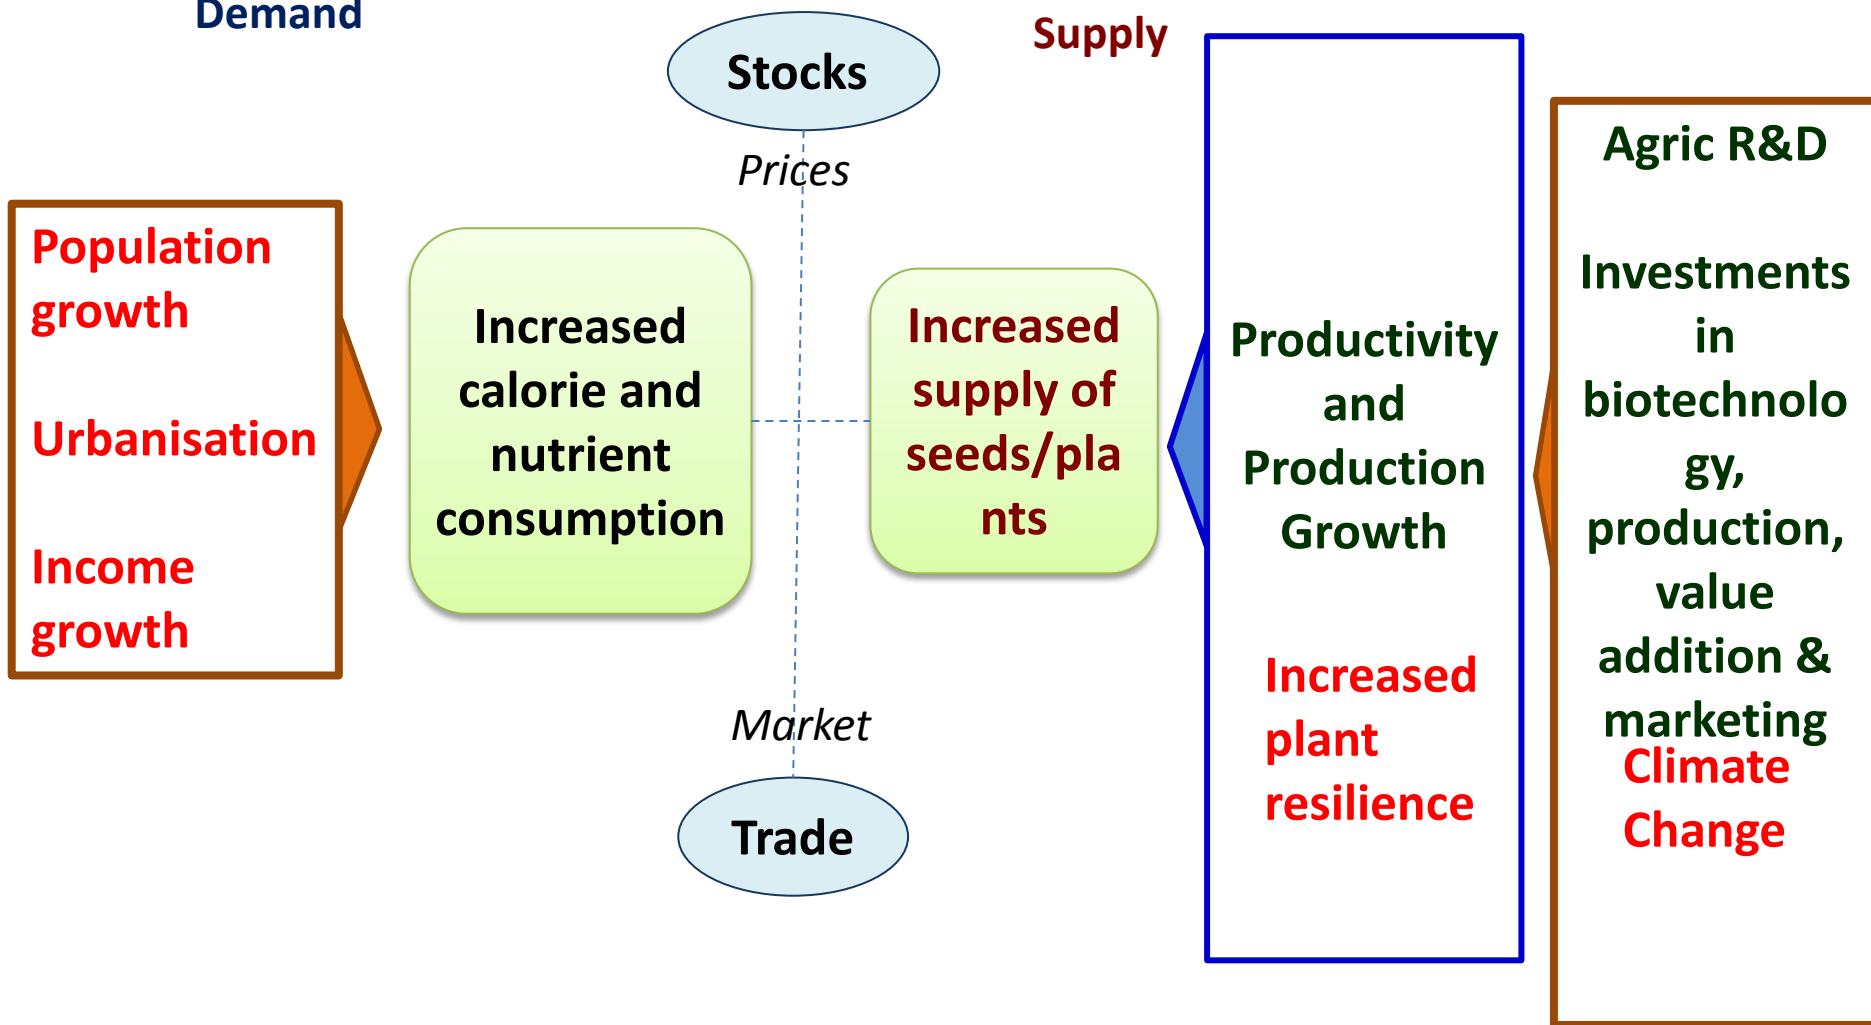 Demand
Supply
Stocks
Prices
Population
growth
Urbanisation
Income
growth
Increased
calorie and
nutrient
consumption
Increased
supply of
seeds/pla
nts
Market
Trade
Productivity
and
Production
Growth
Increased
plant
resilience
Agric R&D
Investments
in
biotechnolo
gy,
production,
value
addition &
marketing
Climate
Change